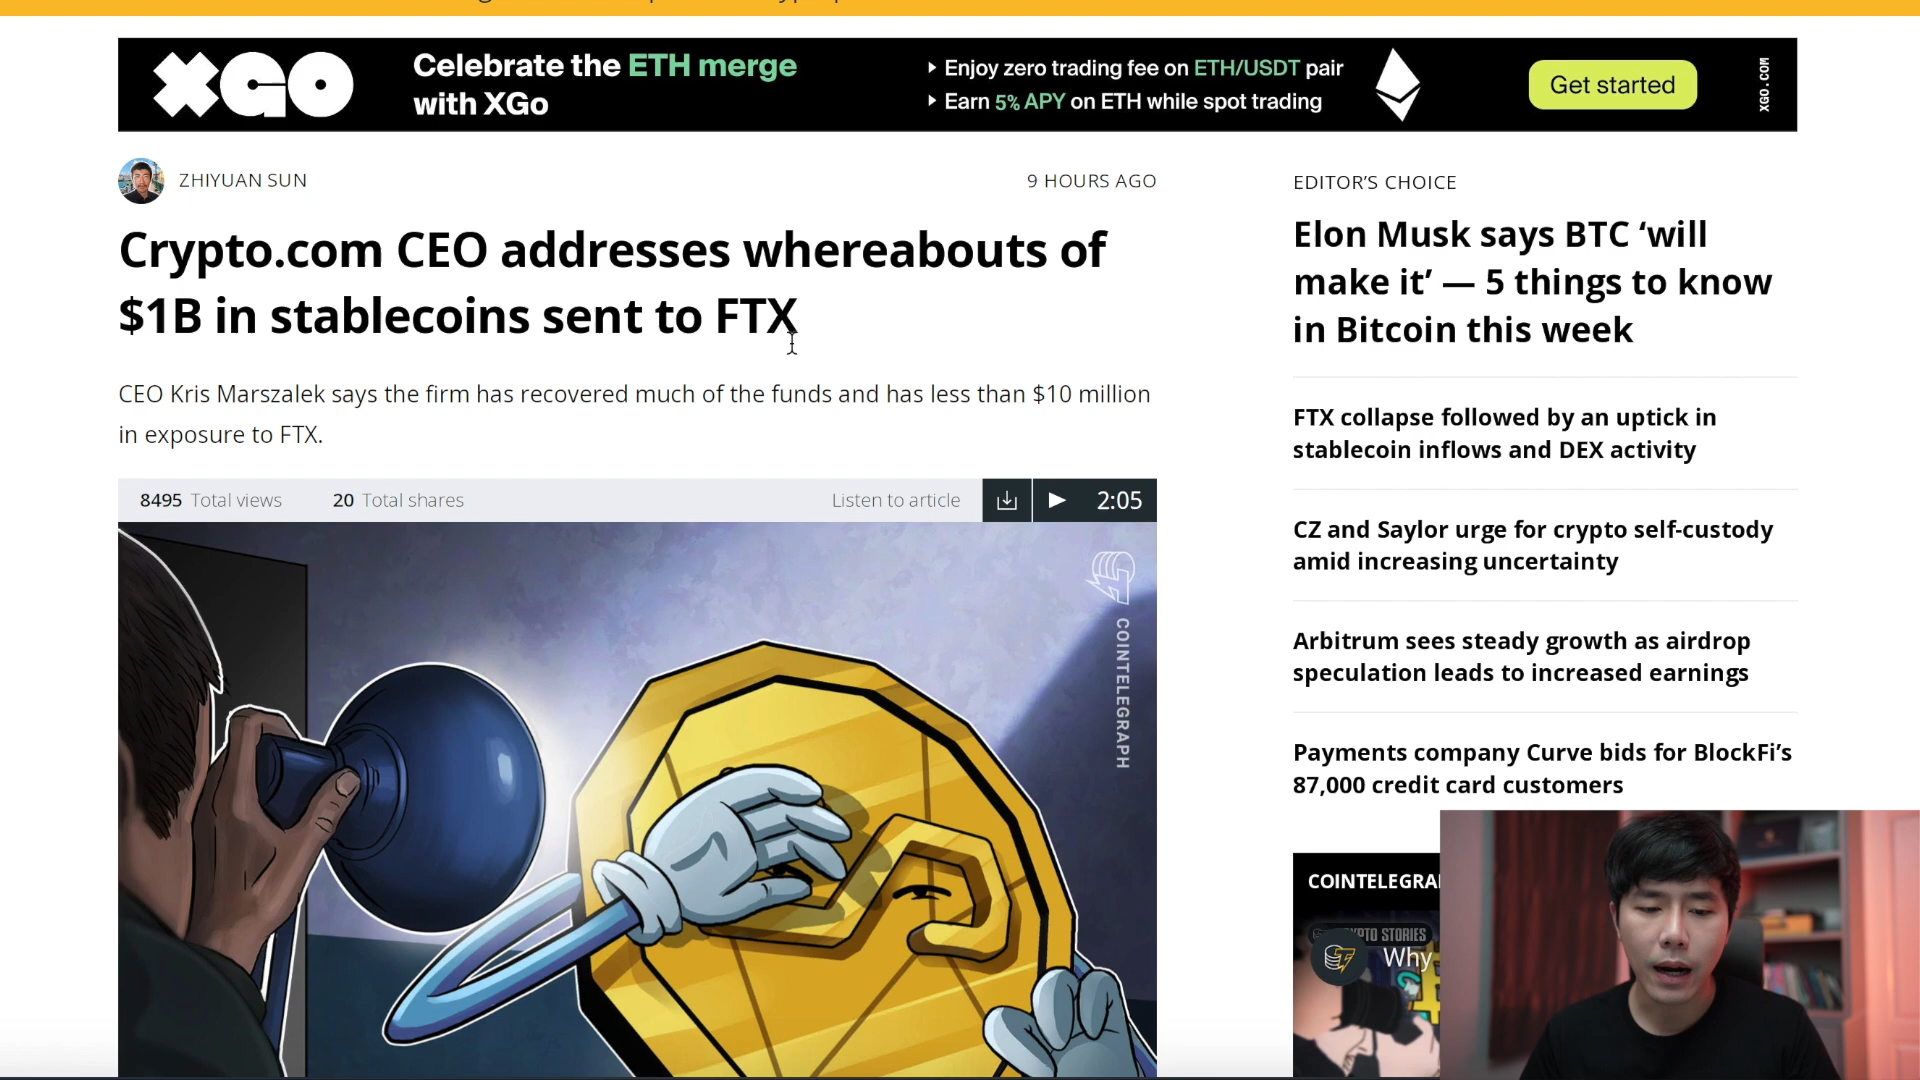 XGO
Celebrate the ETH merge
with XGo
Enjoy zero trading fee on ETH/USDT pair
Earn 5% APY on ETH while spot trading
Get started
XGO.COM
ZHIYUAN SUN
9 HOURS AGO
Crypto.com CEO addresses whereabouts of
$1B in stablecoins sent to FTX
CEO Kris Marszalek says the firm has recovered much of the funds and has less than $10 million
in exposure to FTX.
8495 Total views
20 Total shares
Listen to article
2:05
COINTELEGRAPH
EDITOR’S CHOICE
Elon Musk says BTC ‘will
make it’ — 5 things to know
in Bitcoin this week
FTX collapse followed by an uptick in
stablecoin inflows and DEX activity
CZ and Saylor urge for crypto self-custody
amid increasing uncertainty
Arbitrum sees steady growth as airdrop
speculation leads to increased earnings
Payments company Curve bids for BlockFi’s
87,000 credit card customers
STORIES
Why